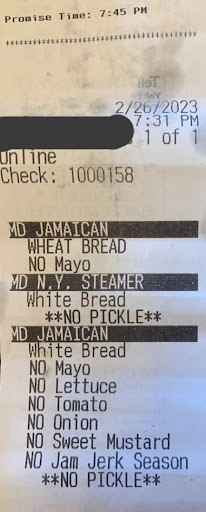 Promise Time: 7:45 PM
******************************
2/26/2023
7:31 PM
1 of 1
Online
Check: 1000158
MD JAMAICAN
WHEAT BREAD
NO Mayo
MD N.Y. STEAMER
White Bread
**NO PICKLE**
MD JAMAICAN
White Bread
NO Mayo
NO Lettuce
NO Tomato
NO Onion
NO Sweet Mustard
NO Jam Jerk Season
**NO PICKLE**